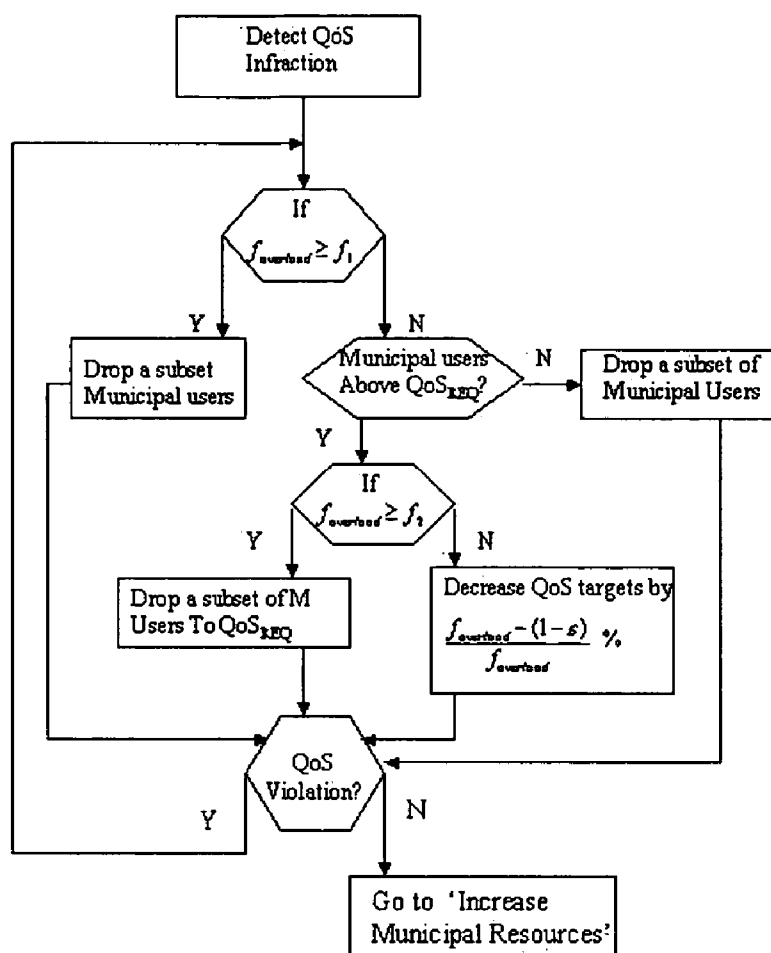 Detect QoS
Infraction
If
f_overload ≥ f_1
Y
N
Drop a subset
Municipal users
Municipal users
Above QoS_REQ?
N
Drop a subset of
Municipal Users
Y
If
f_overload ≥ f_2
Y
N
Drop a subset of M
Users To QoS_REQ
Decrease QoS targets by
f_overload - (1-ε)
%
f_overload
QoS
Violation?
Y
N
Go to 'Increase
Municipal Resources'